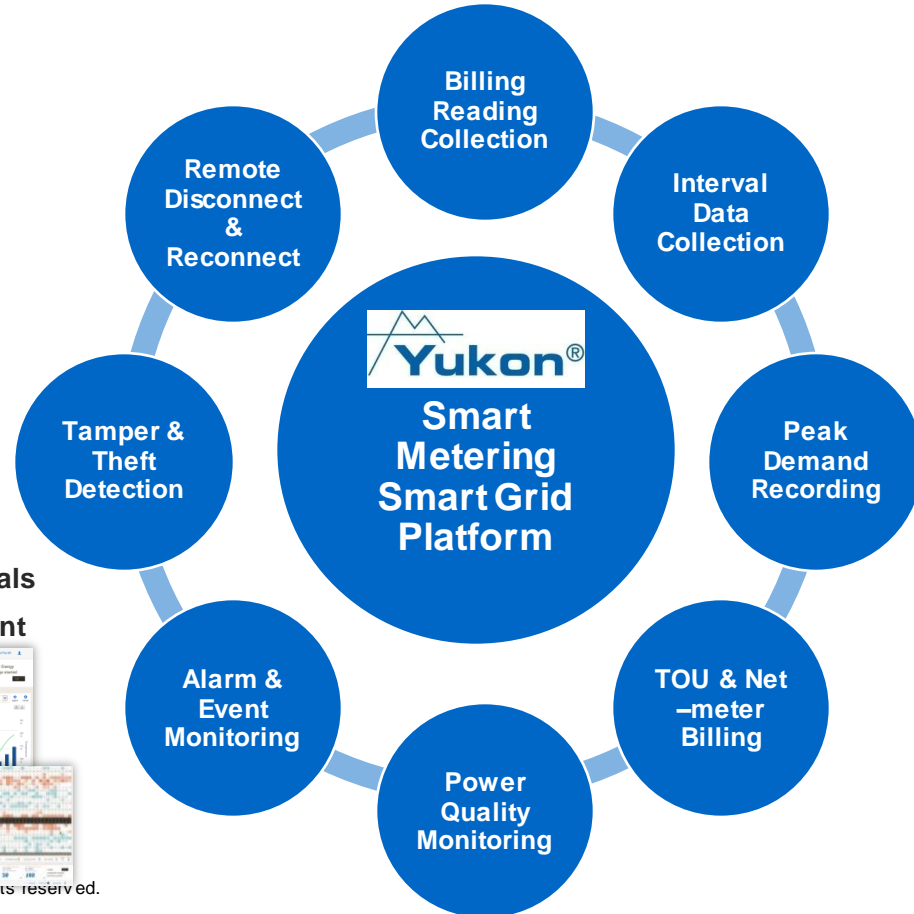 Billing
Reading
Collection
Interval
Data
Collection
Peak
Demand
Recording
TOU & Net
–meter
Billing
Power
Quality
Monitoring
Alarm &
Event
Monitoring
Tamper &
Theft
Detection
Remote
Disconnect
&
Reconnect
Yukon®
Smart
Metering
Smart Grid
Platform
als
nt
ts reserved.